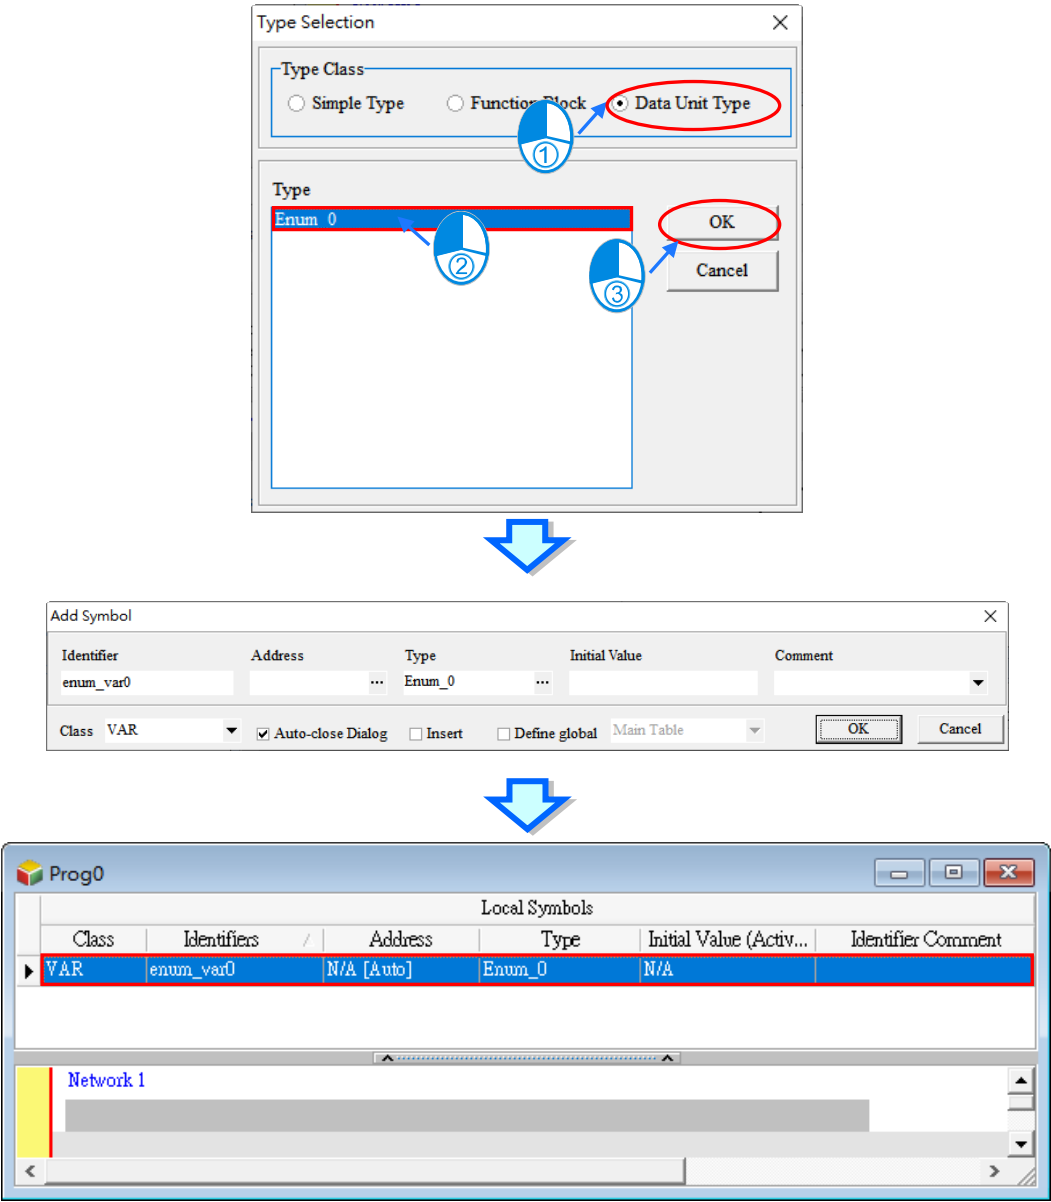 Type Selection
Type Class
Simple Type
Function Block
Data Unit Type
1
Type
Enum_0
OK
2
3
Cancel
Add Symbol
Identifier Address Type Initial Value Comment
enum_var0 ... Enum_0 ...
Class VAR Auto-close Dialog Insert Define global Main Table OK Cancel
Prog0
Local Symbols
Class Identifiers Address Type Initial Value (Activ... Identifier Comment
VAR enum_var0 N/A [Auto] Enum_0 N/A
Network 1